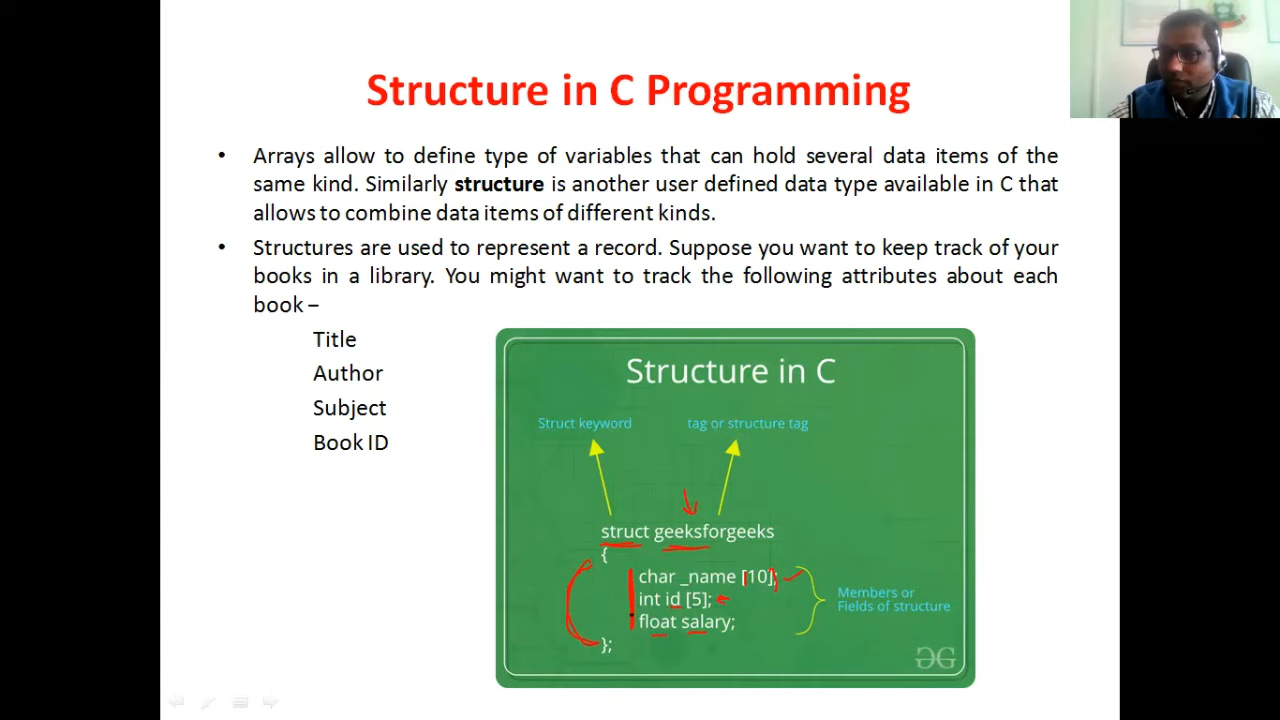 Structure in C Programming
• Arrays allow to define type of variables that can hold several data items of the
same kind. Similarly structure is another user defined data type available in C that
allows to combine data items of different kinds.
• Structures are used to represent a record. Suppose you want to keep track of your
books in a library. You might want to track the following attributes about each
book –
Title
Author
Subject
Book ID
Structure in C
Struct keyword
tag or structure tag
struct geeksforgeeks
{
char _name [10];
int id [5];
float salary;
};
Members or
Fields of structure